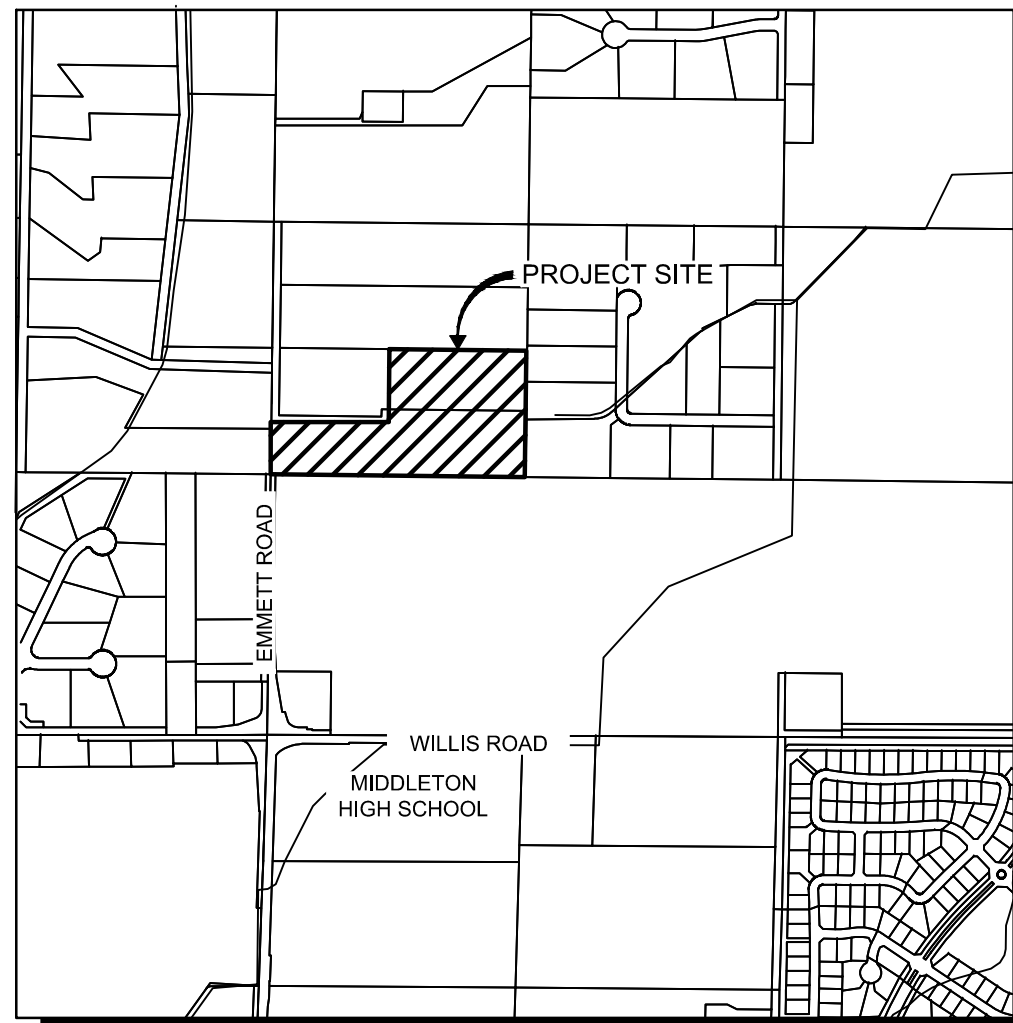 PROJECT SITE
EMMETT ROAD
WILLIS ROAD
MIDDLETON
HIGH SCHOOL